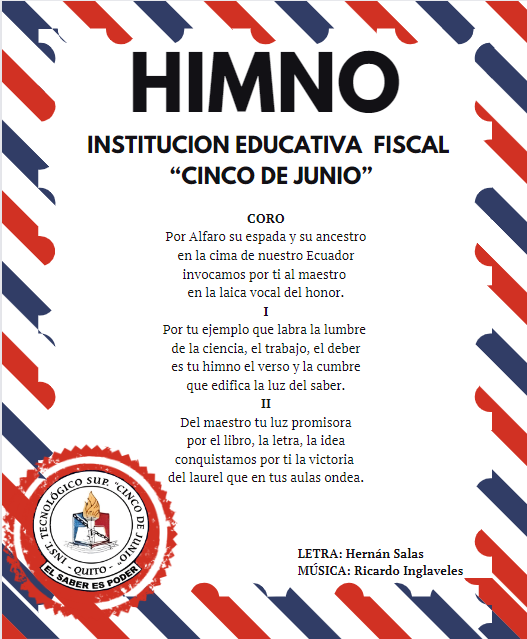 HIMNO
INSTITUCION EDUCATIVA FISCAL
“CINCO DE JUNIO”
CORO
Por Alfaro su espada y su ancestro
en la cima de nuestro Ecuador
invocamos por ti al maestro
en la laica vocal del honor.
I
Por tu ejemplo que labra la lumbre
de la ciencia, el trabajo, el deber
es tu himno el verso y la cumbre
que edifica la luz del saber.
II
Del maestro tu luz promisora
por el libro, la letra, la idea
conquistamos por ti la victoria
del laurel que en tus aulas ondea.
INST. TECNOLÓGICO SUP. "CINCO DE JUNIO"
- QUITO -
EL SABER ES PODER
LETRA: Hernán Salas
MÚSICA: Ricardo Inglaveles